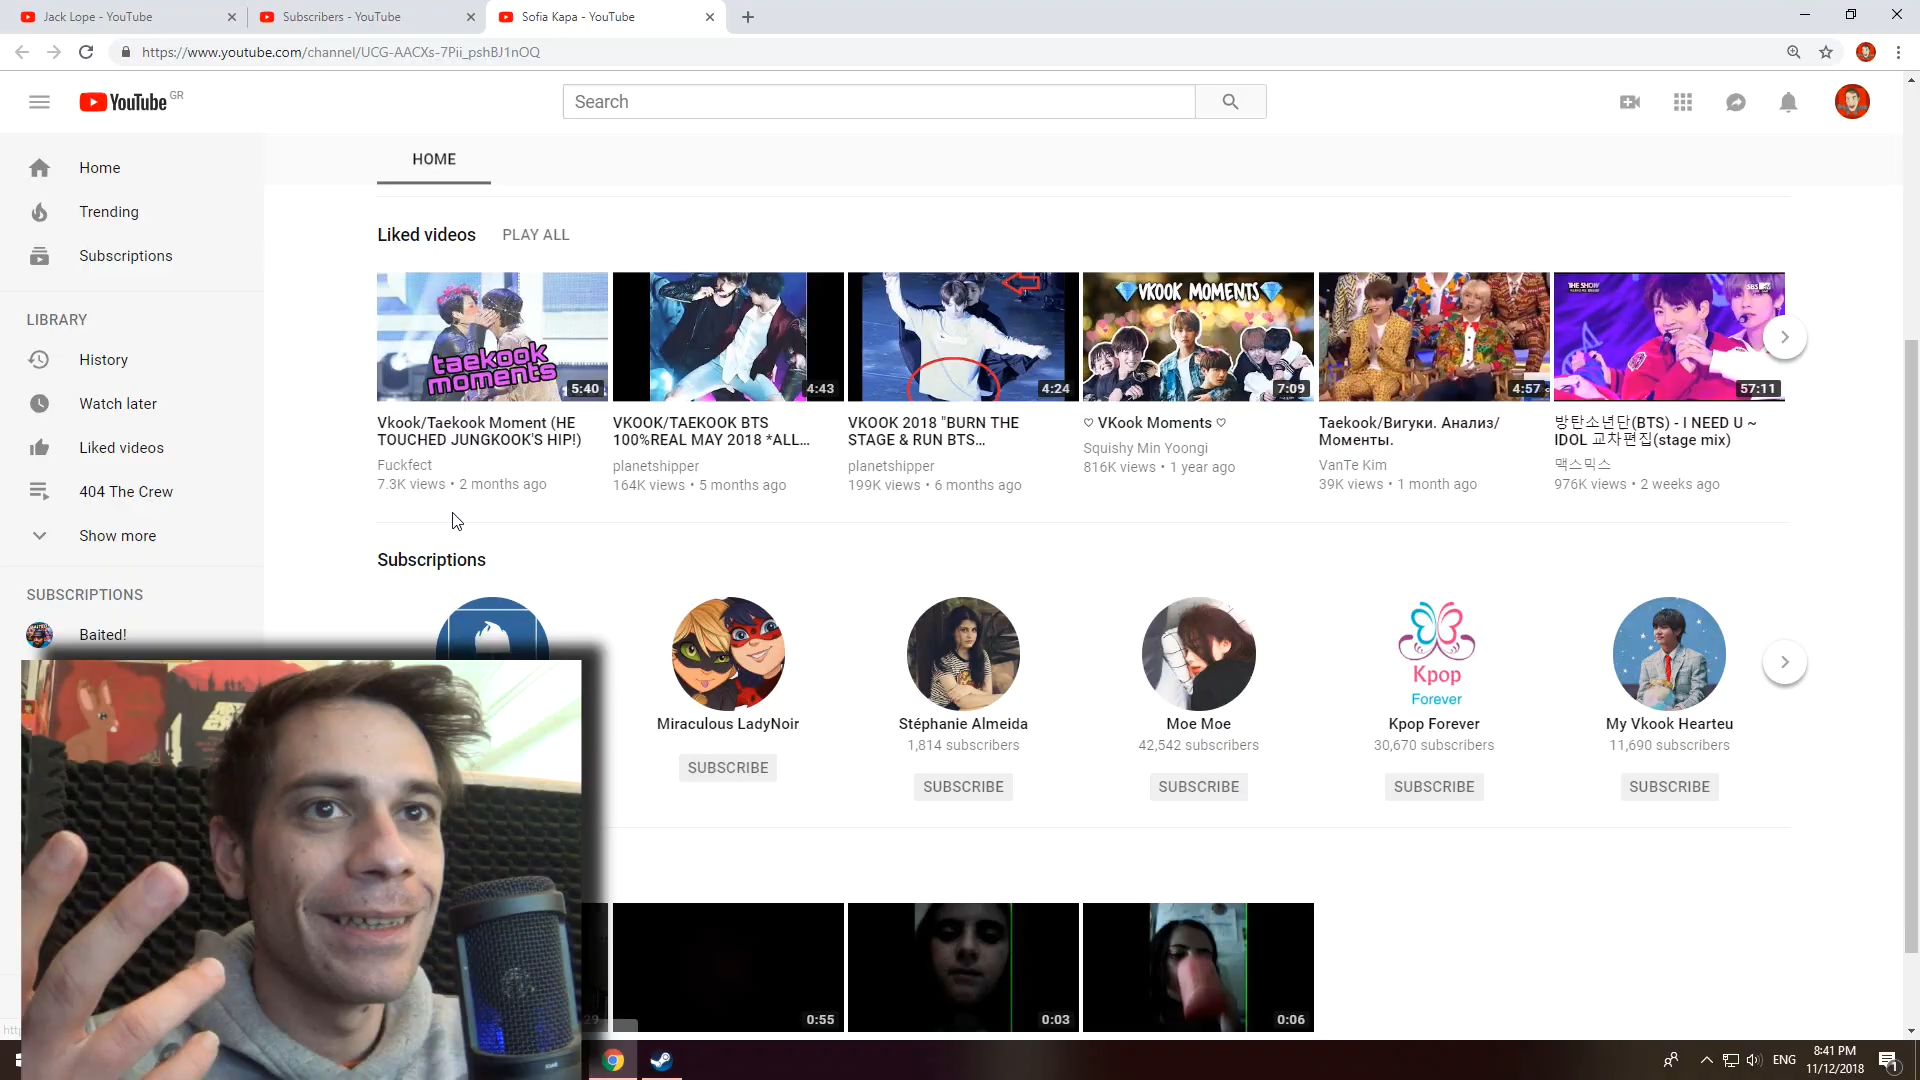 Jack Lope - YouTube
Subscribers - YouTube
Sofia Kapa - YouTube
https://www.youtube.com/channel/UCG-AACXs-7Pii_pshBJ1nOQ
YouTube GR
Search
Home
Trending
Subscriptions
LIBRARY
History
Watch later
Liked videos
404 The Crew
Show more
SUBSCRIPTIONS
Baited!
HOME
Liked videos PLAY ALL
taekook
moments
5:40
4:43
4:24
VKOOK MOMENTS
7:09
4:57
THE SHOW
SBS MTV
57:11
Vkook/Taekook Moment (HE
TOUCHED JUNGKOOK'S HIP!)
Fuckfect
7.3K views • 2 months ago
VKOOK/TAEKOOK BTS
100%REAL MAY 2018 *ALL...
planetshipper
164K views • 5 months ago
VKOOK 2018 "BURN THE
STAGE & RUN BTS...
planetshipper
199K views • 6 months ago
♡ VKook Moments ♡
Squishy Min Yoongi
816K views • 1 year ago
Taekook/Вигуки. Анализ/
Моменты.
VanTe Kim
39K views • 1 month ago
방탄소년단(BTS) - I NEED U ~
IDOL 교차편집(stage mix)
맥스믹스
976K views • 2 weeks ago
Subscriptions
Miraculous LadyNoir
SUBSCRIBE
Stéphanie Almeida
1,814 subscribers
SUBSCRIBE
Moe Moe
42,542 subscribers
SUBSCRIBE
Kpop
Forever
Kpop Forever
30,670 subscribers
SUBSCRIBE
My Vkook Hearteu
11,690 subscribers
SUBSCRIBE
0:55
0:03
0:06
ENG
8:41 PM
11/12/2018
1